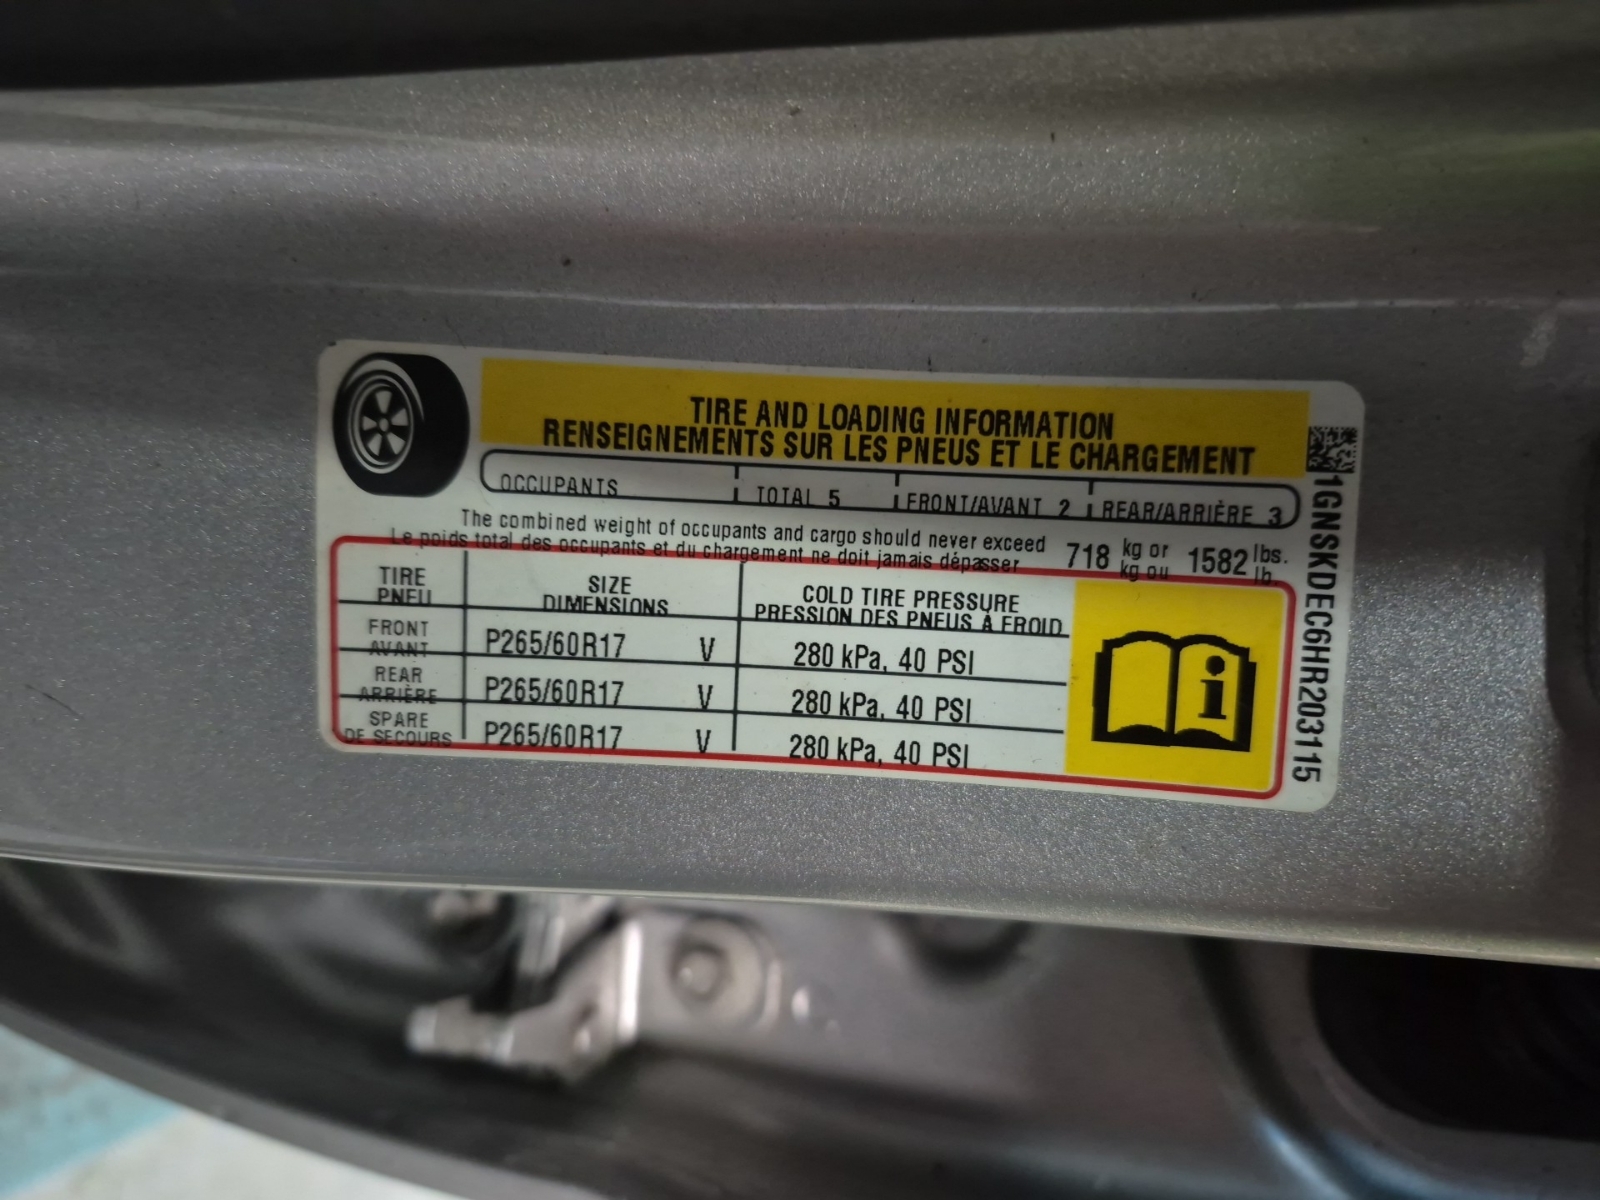 TIRE AND LOADING INFORMATION
RENSEIGNEMENTS SUR LES PNEUS ET LE CHARGEMENT
OCCUPANTS TOTAL 5 FRONT/AVANT 2 REAR/ARRIÈRE 3
The combined weight of occupants and cargo should never exceed 718 kg or 1582 lbs.
Le poids total des occupants et du chargement ne doit jamais dépasser kg ou lb.
TIRE SIZE COLD TIRE PRESSURE
PNEU DIMENSIONS PRESSION DES PNEUS À FROID
FRONT P265/60R17 V 280 kPa, 40 PSI
AVANT
REAR P265/60R17 V 280 kPa, 40 PSI
ARRIÈRE
SPARE P265/60R17 V 280 kPa, 40 PSI
DE SECOURS
1GNSKDEC6HR203115